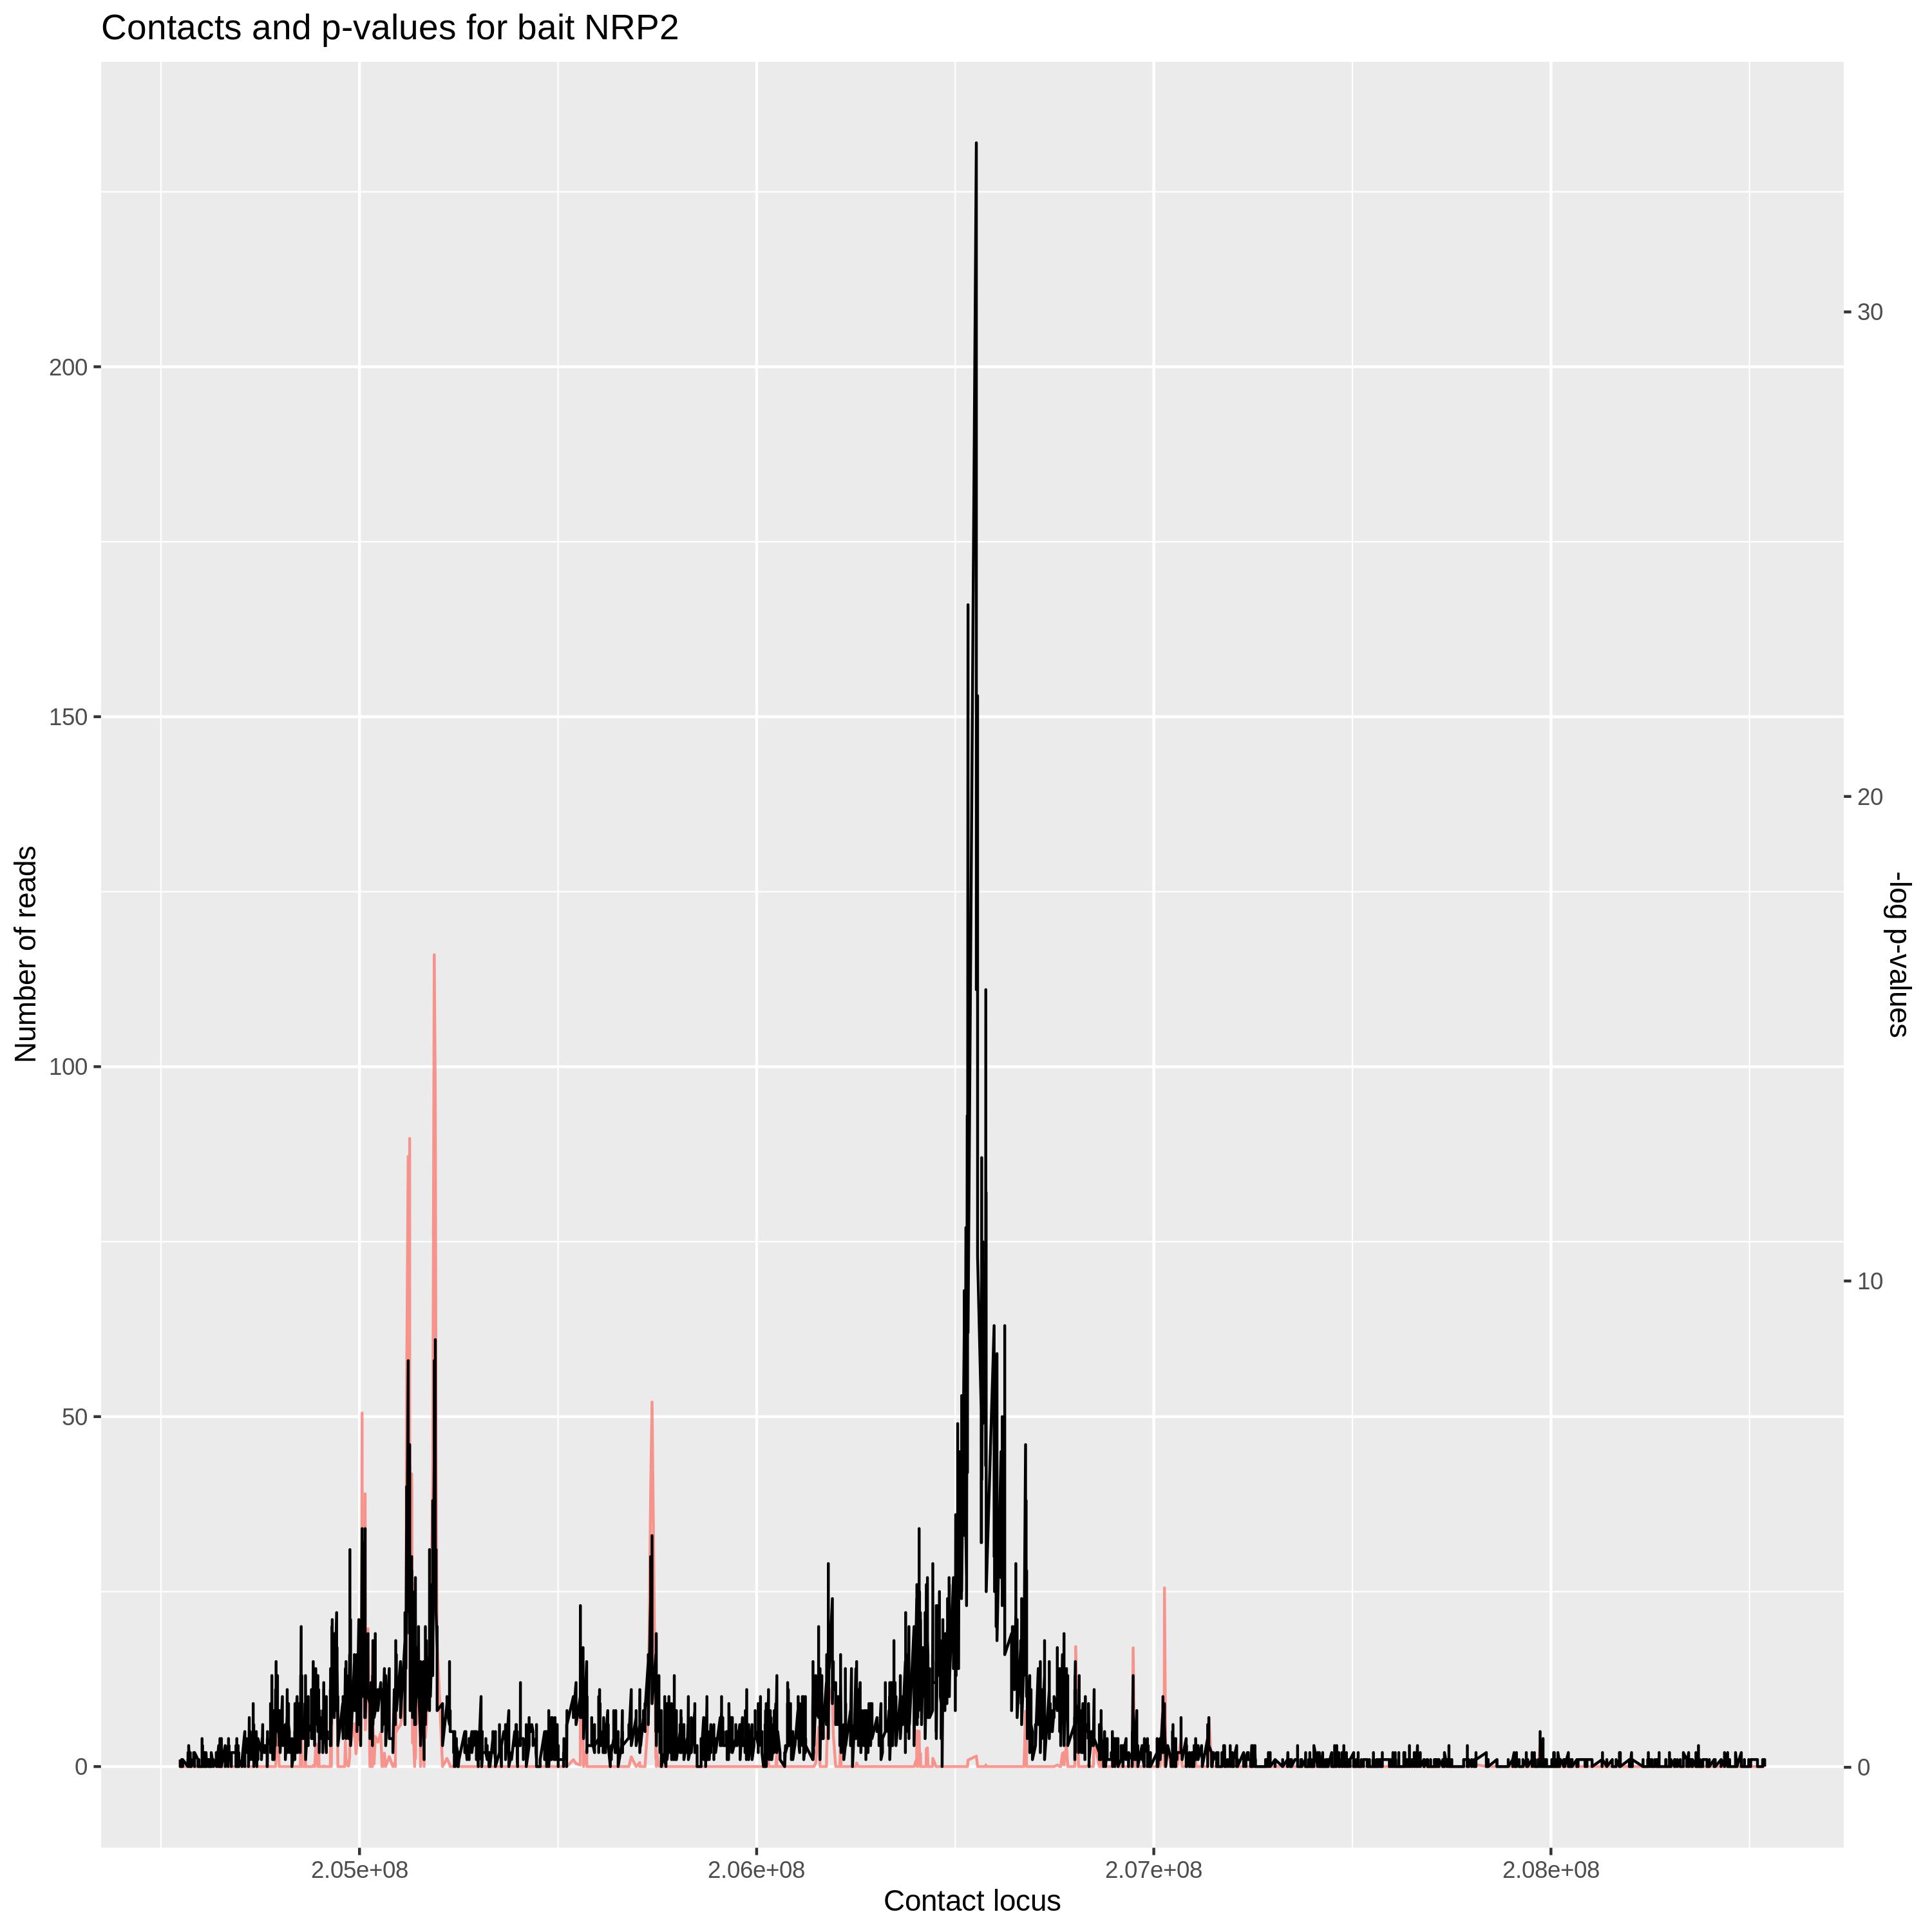 Contacts and p-values for bait NRP2
Number of reads
200
150
100
50
0
30
20
10
0
-log p-values
2.05e+08
2.06e+08
2.07e+08
2.08e+08
Contact locus